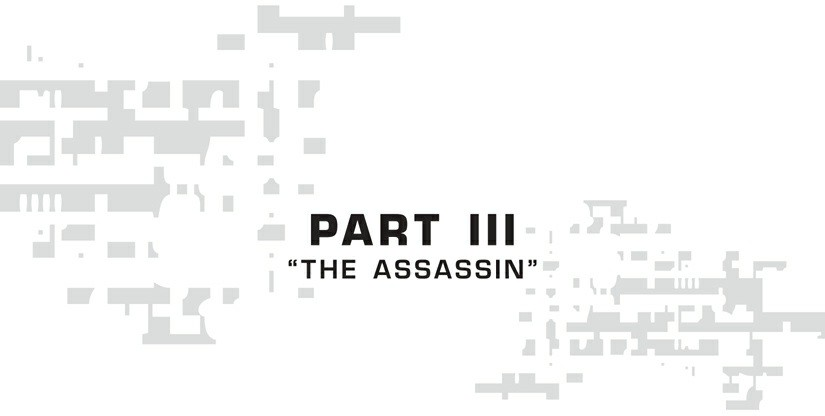 PART III
“THE ASSASSIN”